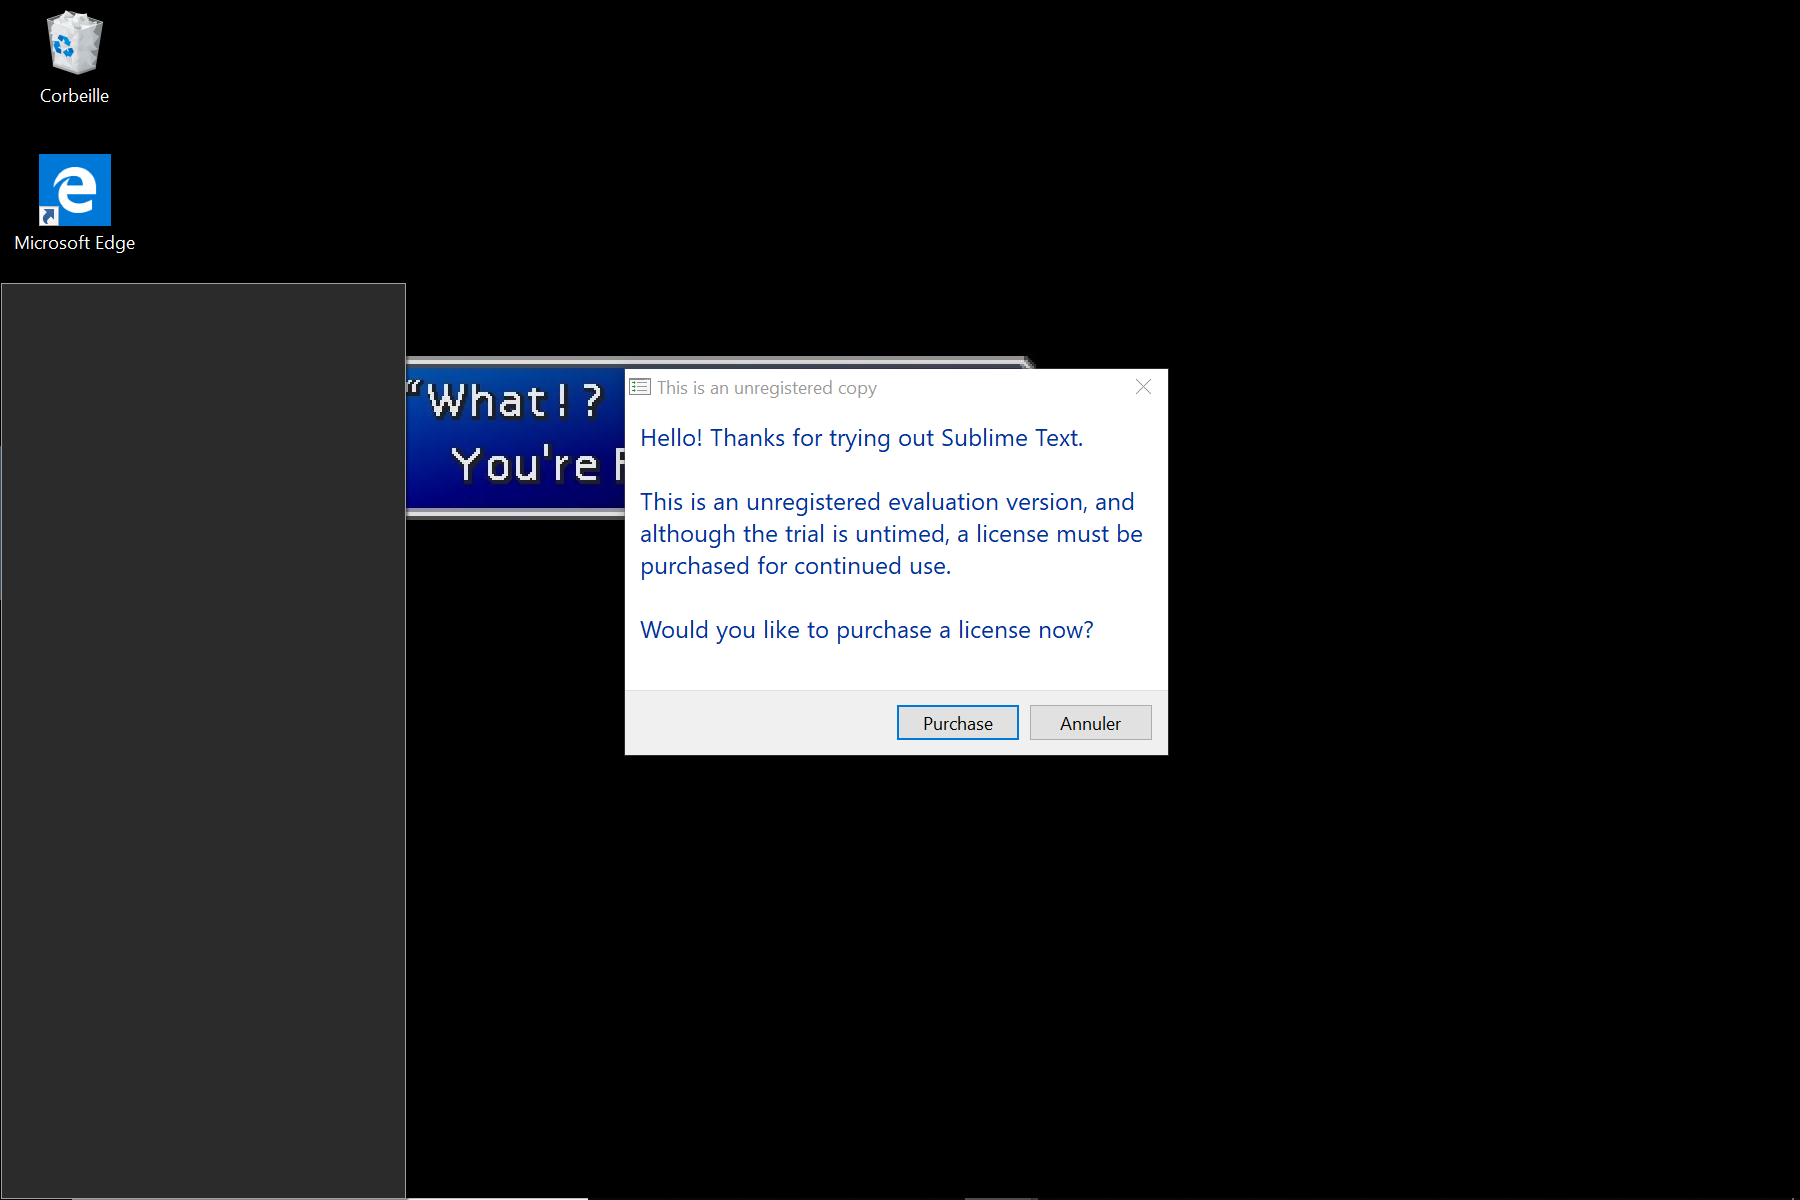 Corbeille
Microsoft Edge
“What!?
You're
This is an unregistered copy
Hello! Thanks for trying out Sublime Text.
This is an unregistered evaluation version, and
although the trial is untimed, a license must be
purchased for continued use.
Would you like to purchase a license now?
Purchase
Annuler